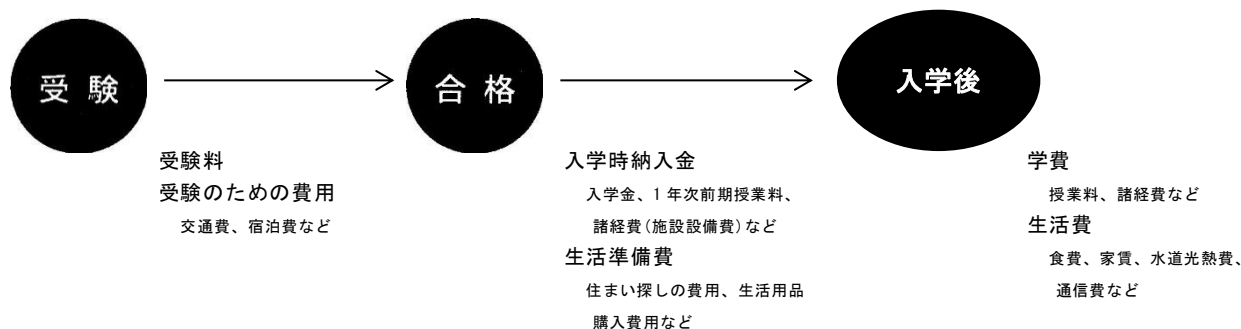 受験
合格
入学後
受験料
受験のための費用
交通費、宿泊費など
入学時納入金
入学金、1年次前期授業料、
諸経費(施設設備費)など
生活準備費
住まい探しの費用、生活用品
購入費用など
学費
授業料、諸経費など
生活費
食費、家賃、水道光熱費、
通信費など